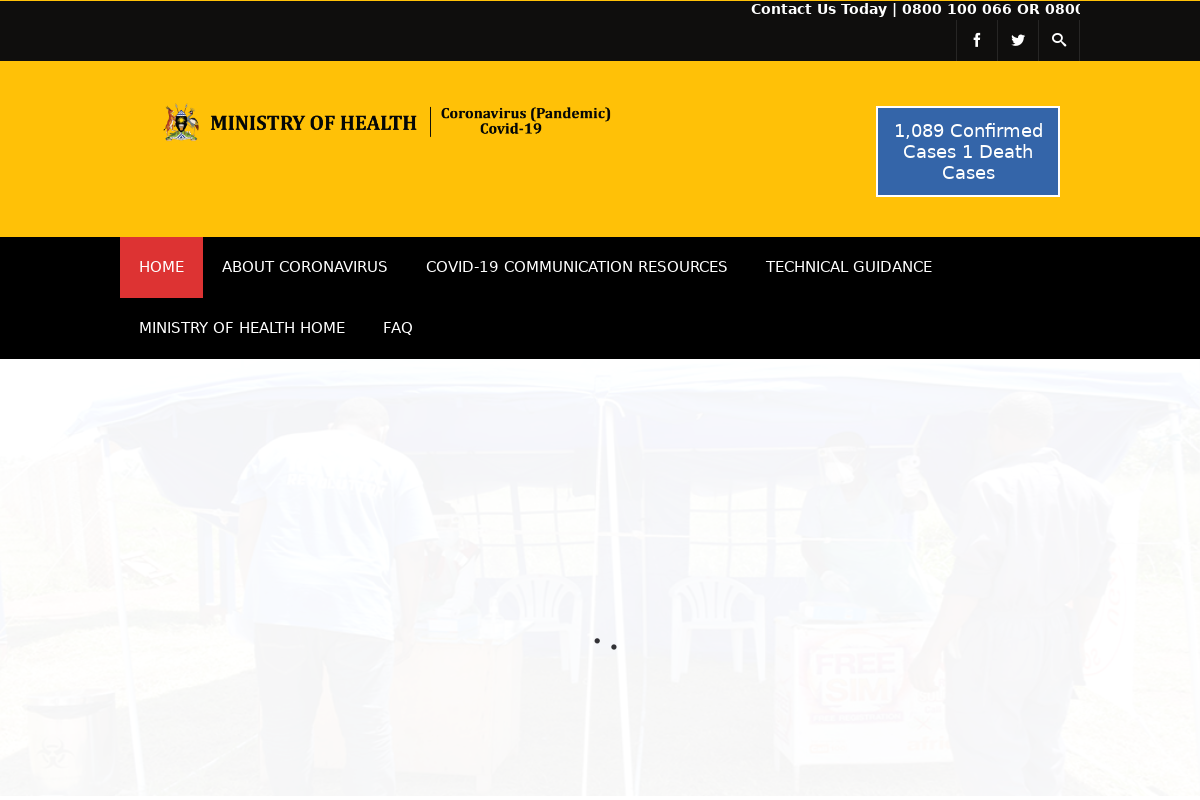 Contact Us Today | 0800 100 066 OR 080
MINISTRY OF HEALTH
Coronavirus (Pandemic)
Covid-19
1,089 Confirmed
Cases 1 Death
Cases
HOME
ABOUT CORONAVIRUS
COVID-19 COMMUNICATION RESOURCES
TECHNICAL GUIDANCE
MINISTRY OF HEALTH HOME
FAQ
FREE
SIM